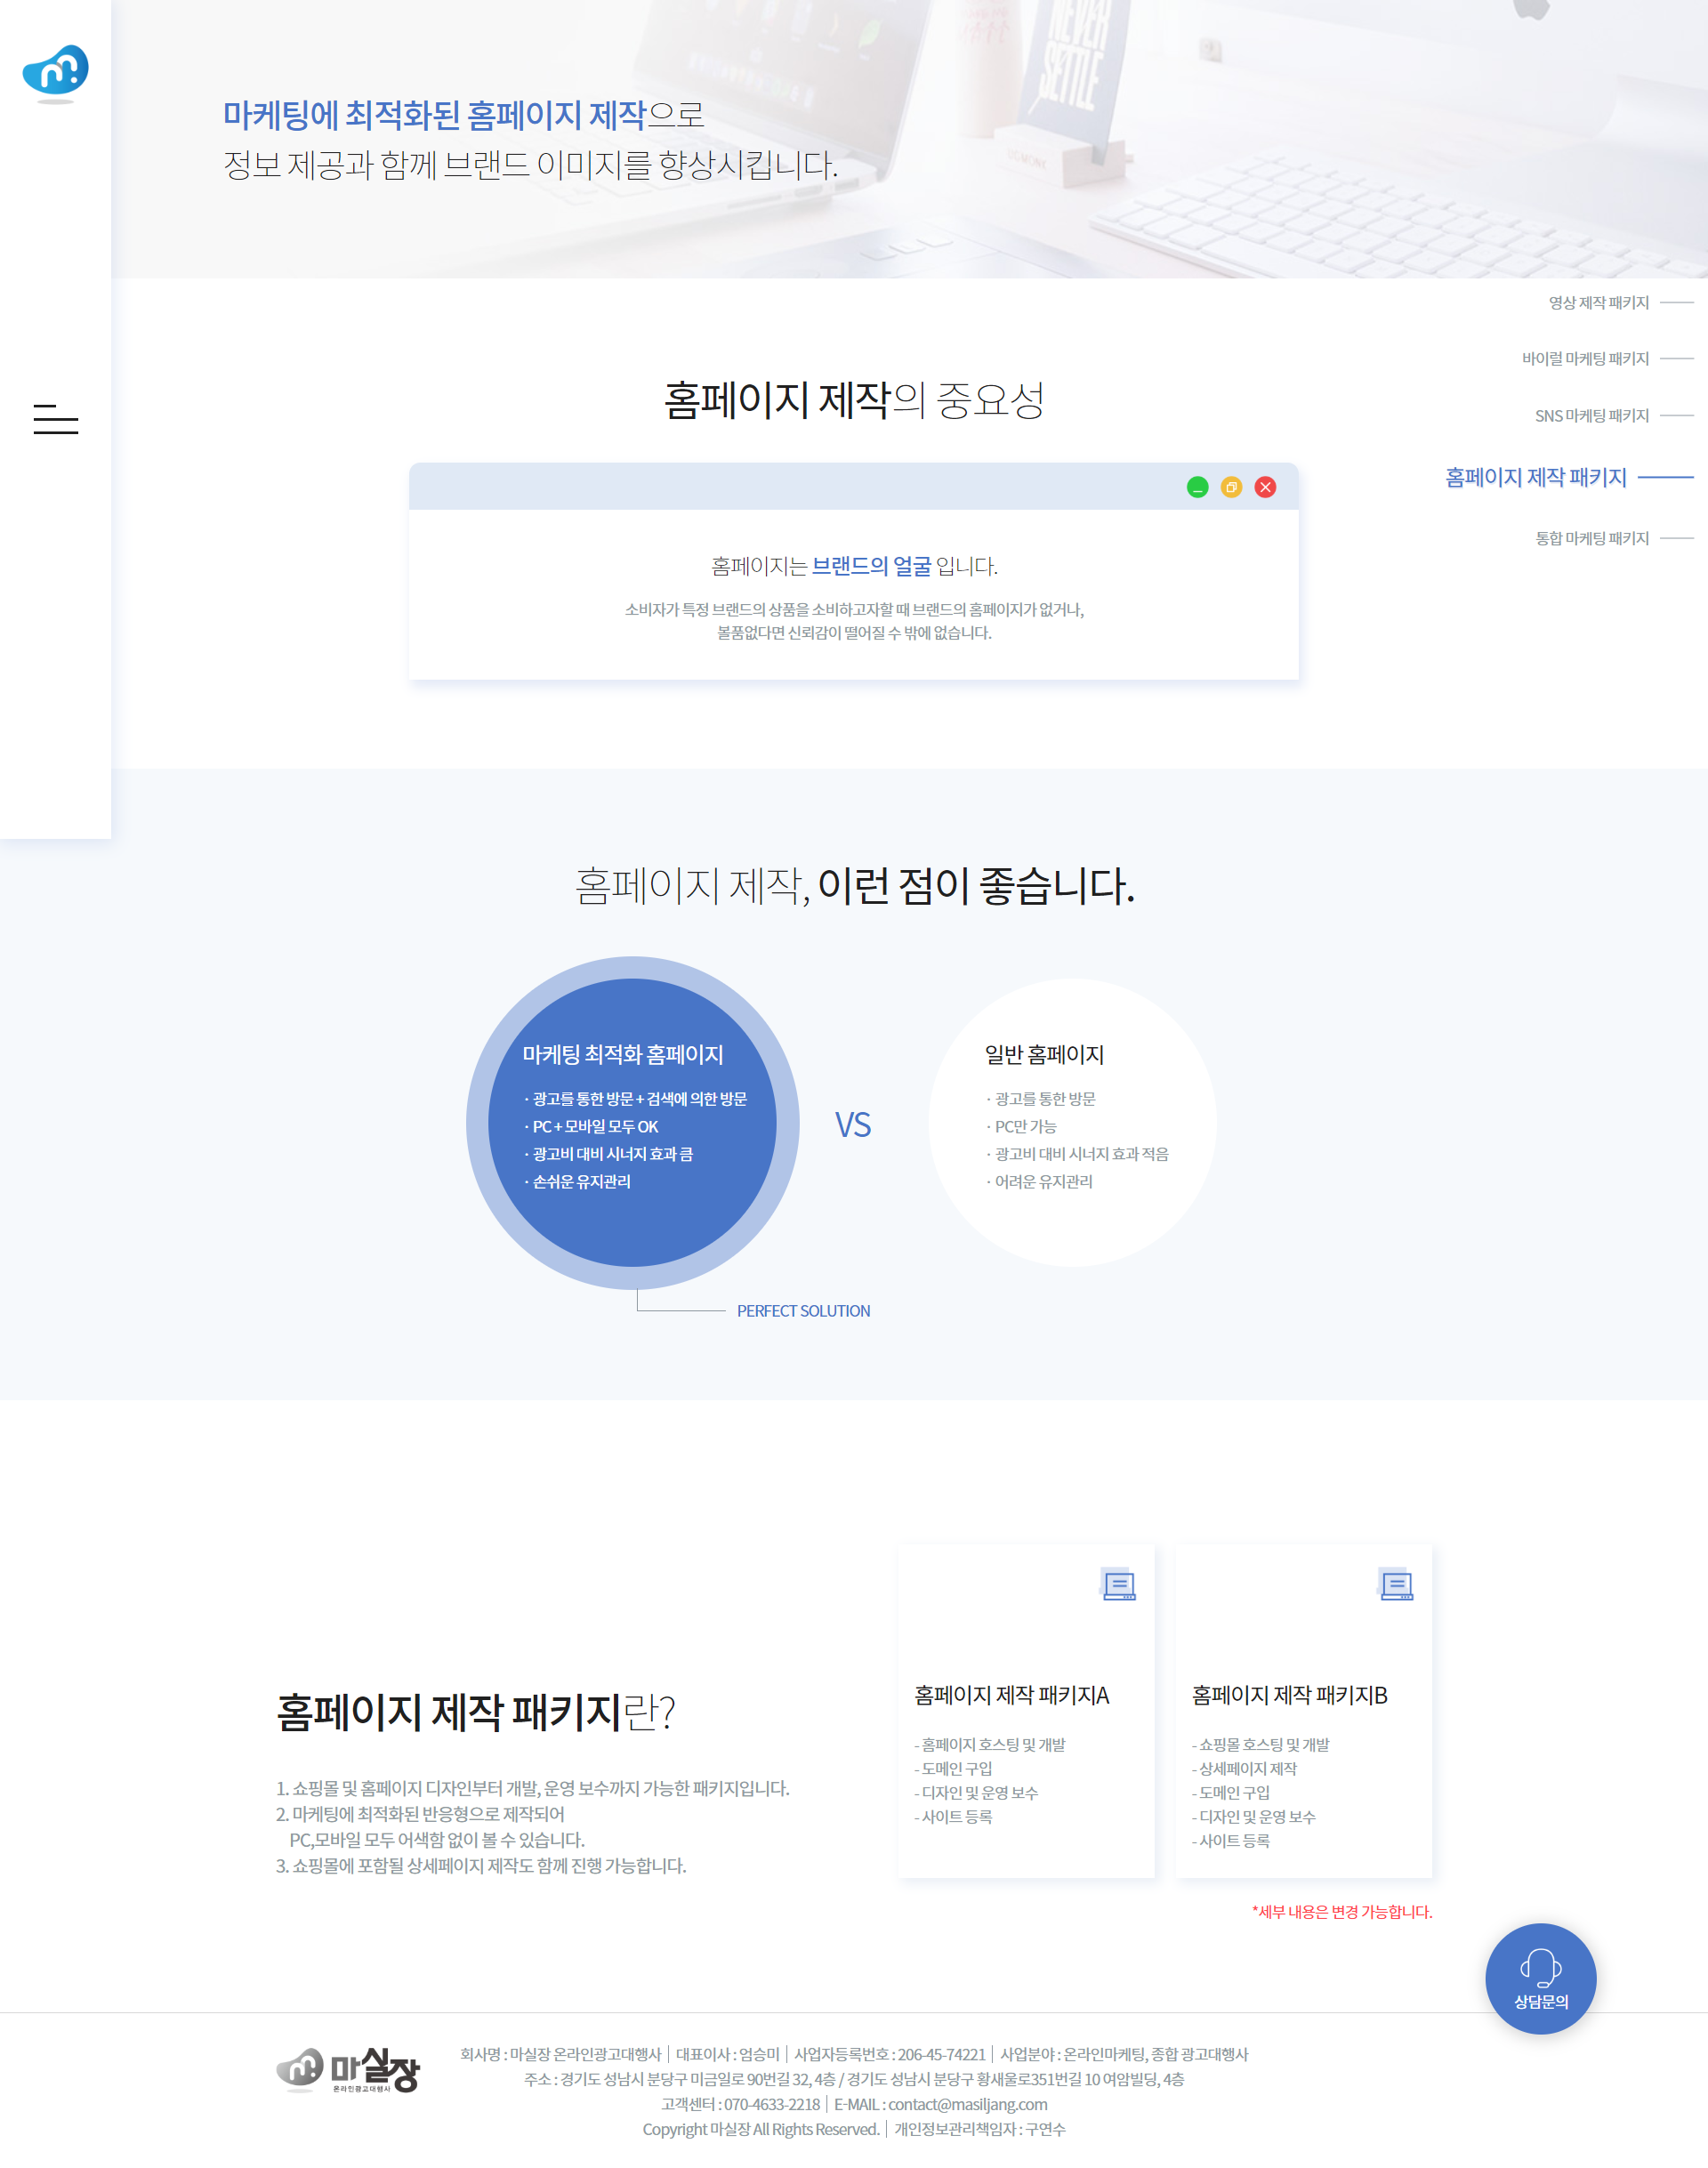 마케팅에 최적화된 홈페이지 제작으로
정보 제공과 함께 브랜드 이미지를 향상시킵니다.
NEVER
SETTLE
UGMONK
영상 제작 패키지
바이럴 마케팅 패키지
SNS 마케팅 패키지
홈페이지 제작 패키지
통합 마케팅 패키지
홈페이지 제작의 중요성
홈페이지는 브랜드의 얼굴 입니다.
소비자가 특정 브랜드의 상품을 소비하고자할 때 브랜드의 홈페이지가 없거나,
볼품없다면 신뢰감이 떨어질 수 밖에 없습니다.
홈페이지 제작, 이런 점이 좋습니다.
마케팅 최적화 홈페이지
· 광고를 통한 방문 + 검색에 의한 방문
· PC + 모바일 모두 OK
· 광고비 대비 시너지 효과 큼
· 손쉬운 유지관리
VS
일반 홈페이지
· 광고를 통한 방문
· PC만 가능
· 광고비 대비 시너지 효과 적음
· 어려운 유지관리
PERFECT SOLUTION
홈페이지 제작 패키지란?
1. 쇼핑몰 및 홈페이지 디자인부터 개발, 운영 보수까지 가능한 패키지입니다.
2. 마케팅에 최적화된 반응형으로 제작되어
PC,모바일 모두 어색함 없이 볼 수 있습니다.
3. 쇼핑몰에 포함될 상세페이지 제작도 함께 진행 가능합니다.
홈페이지 제작 패키지A
- 홈페이지 호스팅 및 개발
- 도메인 구입
- 디자인 및 운영 보수
- 사이트 등록
홈페이지 제작 패키지B
- 쇼핑몰 호스팅 및 개발
- 상세페이지 제작
- 도메인 구입
- 디자인 및 운영 보수
- 사이트 등록
*세부 내용은 변경 가능합니다.
상담문의
마실장
온라인광고대행사
회사명 : 마실장 온라인광고대행사 | 대표이사 : 엄승미 | 사업자등록번호 : 206-45-74221 | 사업분야 : 온라인마케팅, 종합 광고대행사
주소 : 경기도 성남시 분당구 미금일로 90번길 32, 4층 / 경기도 성남시 분당구 황새울로351번길 10 여암빌딩, 4층
고객센터 : 070-4633-2218 | E-MAIL : contact@masiljang.com
Copyright 마실장 All Rights Reserved. | 개인정보관리책임자 : 구연수